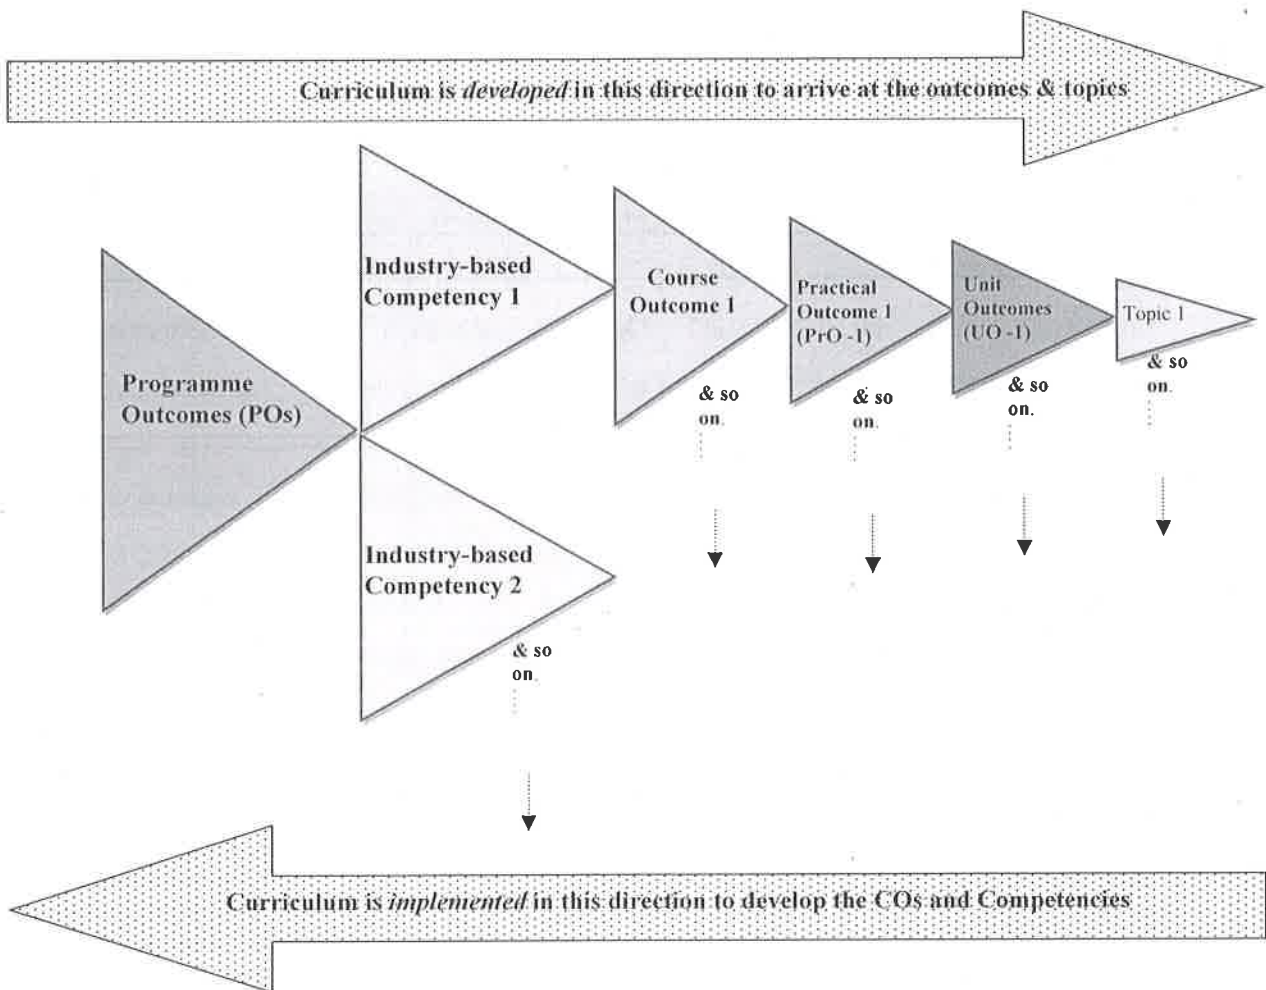 Curriculum is developed in this direction to arrive at the outcomes & topics
Industry-based
Competency 1
Course
Outcome 1
Practical
Outcome 1
(PrO -1)
Unit
Outcomes
(UO -1)
Topic 1
& so
on.
& so
on.
& so
on.
& so
on.
Programme
Outcomes (POs)
Industry-based
Competency 2
& so
on.
Curriculum is implemented in this direction to develop the COs and Competencies